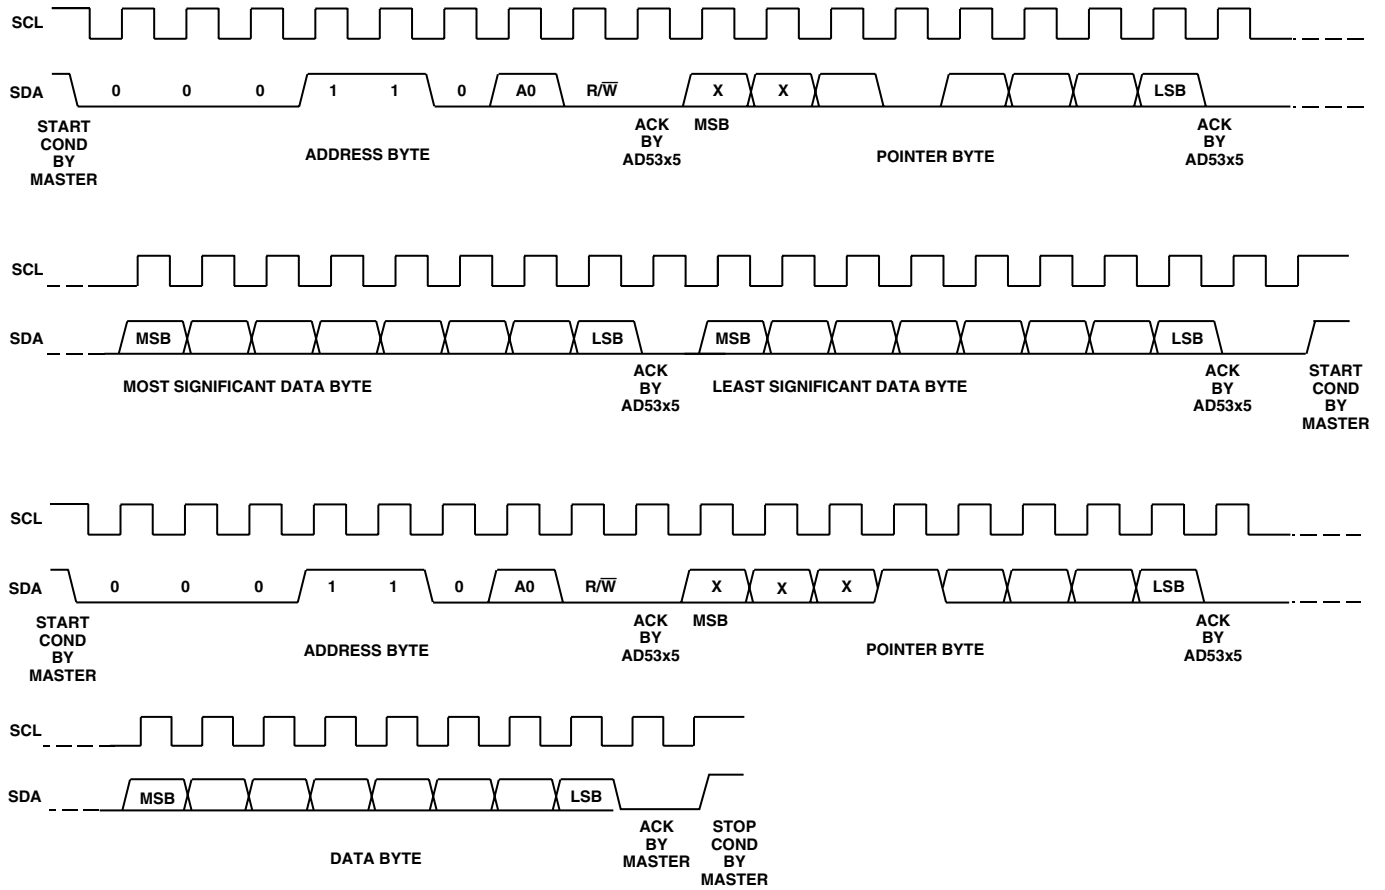 SCL
SDA 0 0 0 1 1 0 A0 R/W̅ X X LSB
START COND BY MASTER
ADDRESS BYTE
ACK BY AD53x5
MSB
POINTER BYTE
ACK BY AD53x5
SCL
SDA MSB LSB MSB LSB
MOST SIGNIFICANT DATA BYTE
ACK BY AD53x5
LEAST SIGNIFICANT DATA BYTE
ACK BY AD53x5
START COND BY MASTER
SCL
SDA 0 0 0 1 1 0 A0 R/W̅ X X X LSB
START COND BY MASTER
ADDRESS BYTE
ACK BY AD53x5
MSB
POINTER BYTE
ACK BY AD53x5
SCL
SDA MSB LSB
DATA BYTE
ACK BY MASTER
STOP COND BY MASTER